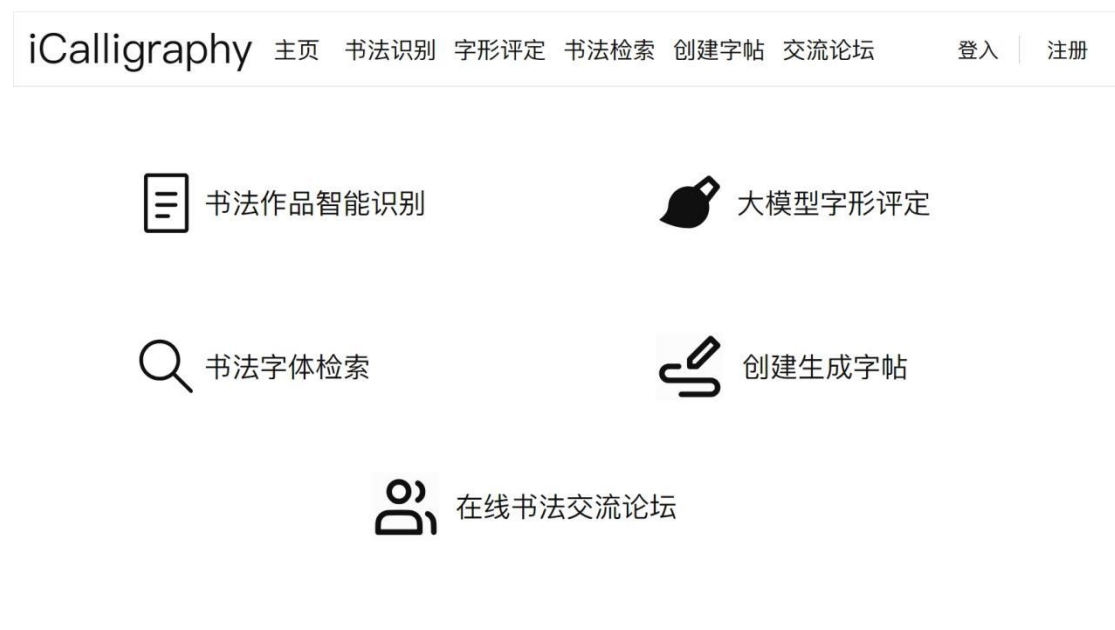 iCalligraphy 主页 书法识别 字形评定 书法检索 创建字帖 交流论坛 登入 注册
书法作品智能识别 大模型字形评定
书法字体检索 创建生成字帖
在线书法交流论坛